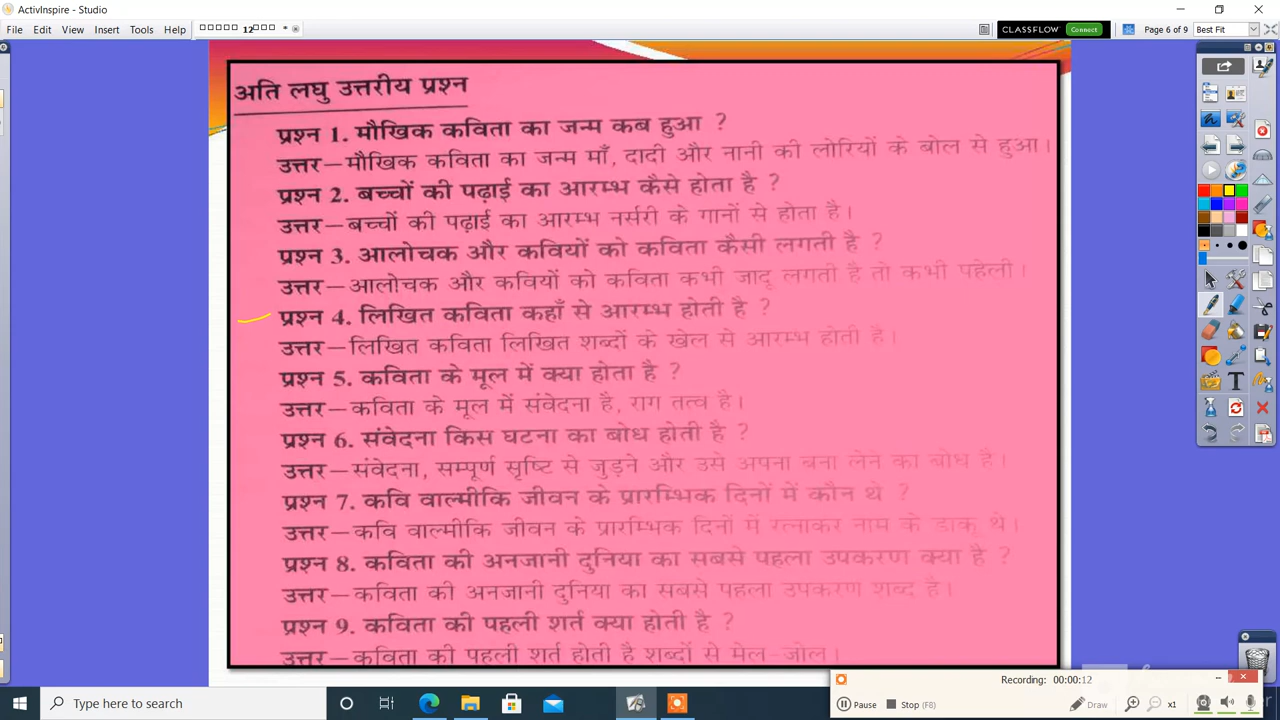 ActivInspire - Studio
File Edit View Insert Tools Help
12
*
CLASSFLOW Connect
Page 6 of 9
Best Fit
अति लघु उत्तरीय प्रश्न
प्रश्न 1. मौखिक कविता का जन्म कब हुआ ?
उत्तर–मौखिक कविता का जन्म माँ, दादी और नानी की लोरियों के बोल से हुआ।
प्रश्न 2. बच्चों की पढ़ाई का आरम्भ कैसे होता है ?
उत्तर–बच्चों की पढ़ाई का आरम्भ नर्सरी के गानों से होता है।
प्रश्न 3. आलोचक और कवियों को कविता कैसी लगती है ?
उत्तर–आलोचक और कवियों को कविता कभी जादू लगती है तो कभी पहेली।
प्रश्न 4. लिखित कविता कहाँ से आरम्भ होती है ?
उत्तर–लिखित कविता लिखित शब्दों के खेल से आरम्भ होती है।
प्रश्न 5. कविता के मूल में क्या होता है ?
उत्तर–कविता के मूल में संवेदना है, राग तत्व है।
प्रश्न 6. संवेदना किस घटना का बोध होती है ?
उत्तर–संवेदना, सम्पूर्ण सृष्टि से जुड़ने और उसे अपना बना लेने का बोध है।
प्रश्न 7. कवि वाल्मीकि जीवन के प्रारम्भिक दिनों में कौन थे ?
उत्तर–कवि वाल्मीकि जीवन के प्रारम्भिक दिनों में रत्नाकर नाम के डाकू थे।
प्रश्न 8. कविता की अनजानी दुनिया का सबसे पहला उपकरण क्या है ?
उत्तर–कविता की अनजानी दुनिया का सबसे पहला उपकरण शब्द है।
प्रश्न 9. कविता की पहली शर्त क्या होती है ?
उत्तर–कविता की पहली शर्त होती है शब्दों से मेल-जोल।
Recording: 00:00:12
Pause Stop (F8) Draw x1
Type here to search